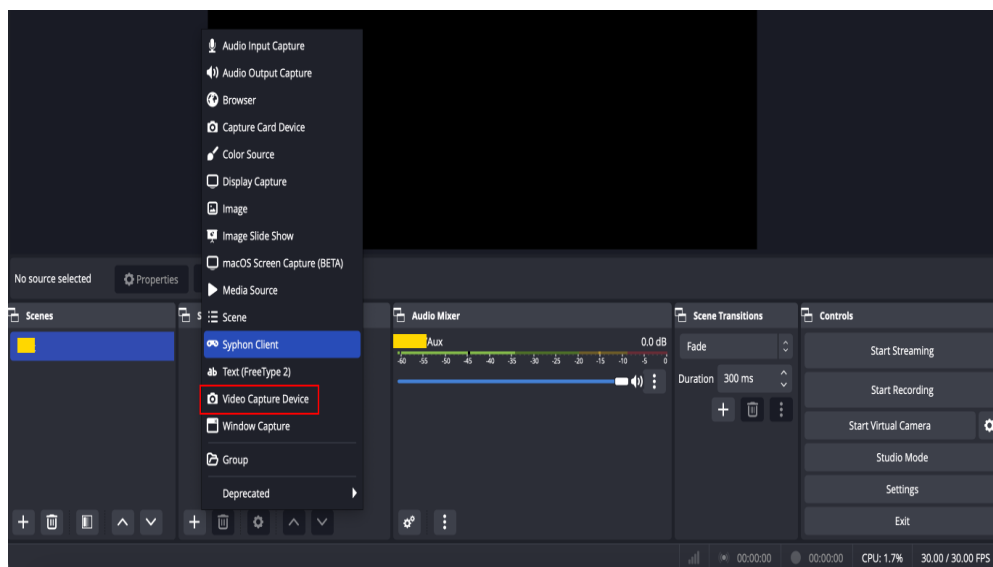 Audio Input Capture
Audio Output Capture
Browser
Capture Card Device
Color Source
Display Capture
Image
Image Slide Show
macOS Screen Capture (BETA)
Media Source
Scene
Syphon Client
ab Text (FreeType 2)
Video Capture Device
Window Capture
Group
Deprecated
No source selected
Properties
Scenes
S
Audio Mixer
/Aux
0.0 dB
-60 -55 -50 -45 -40 -35 -30 -25 -20 -15 -10 -5 0
Scene Transitions
Fade
Duration 300 ms
Controls
Start Streaming
Start Recording
Start Virtual Camera
Studio Mode
Settings
Exit
00:00:00 00:00:00 CPU: 1.7% 30.00 / 30.00 FPS